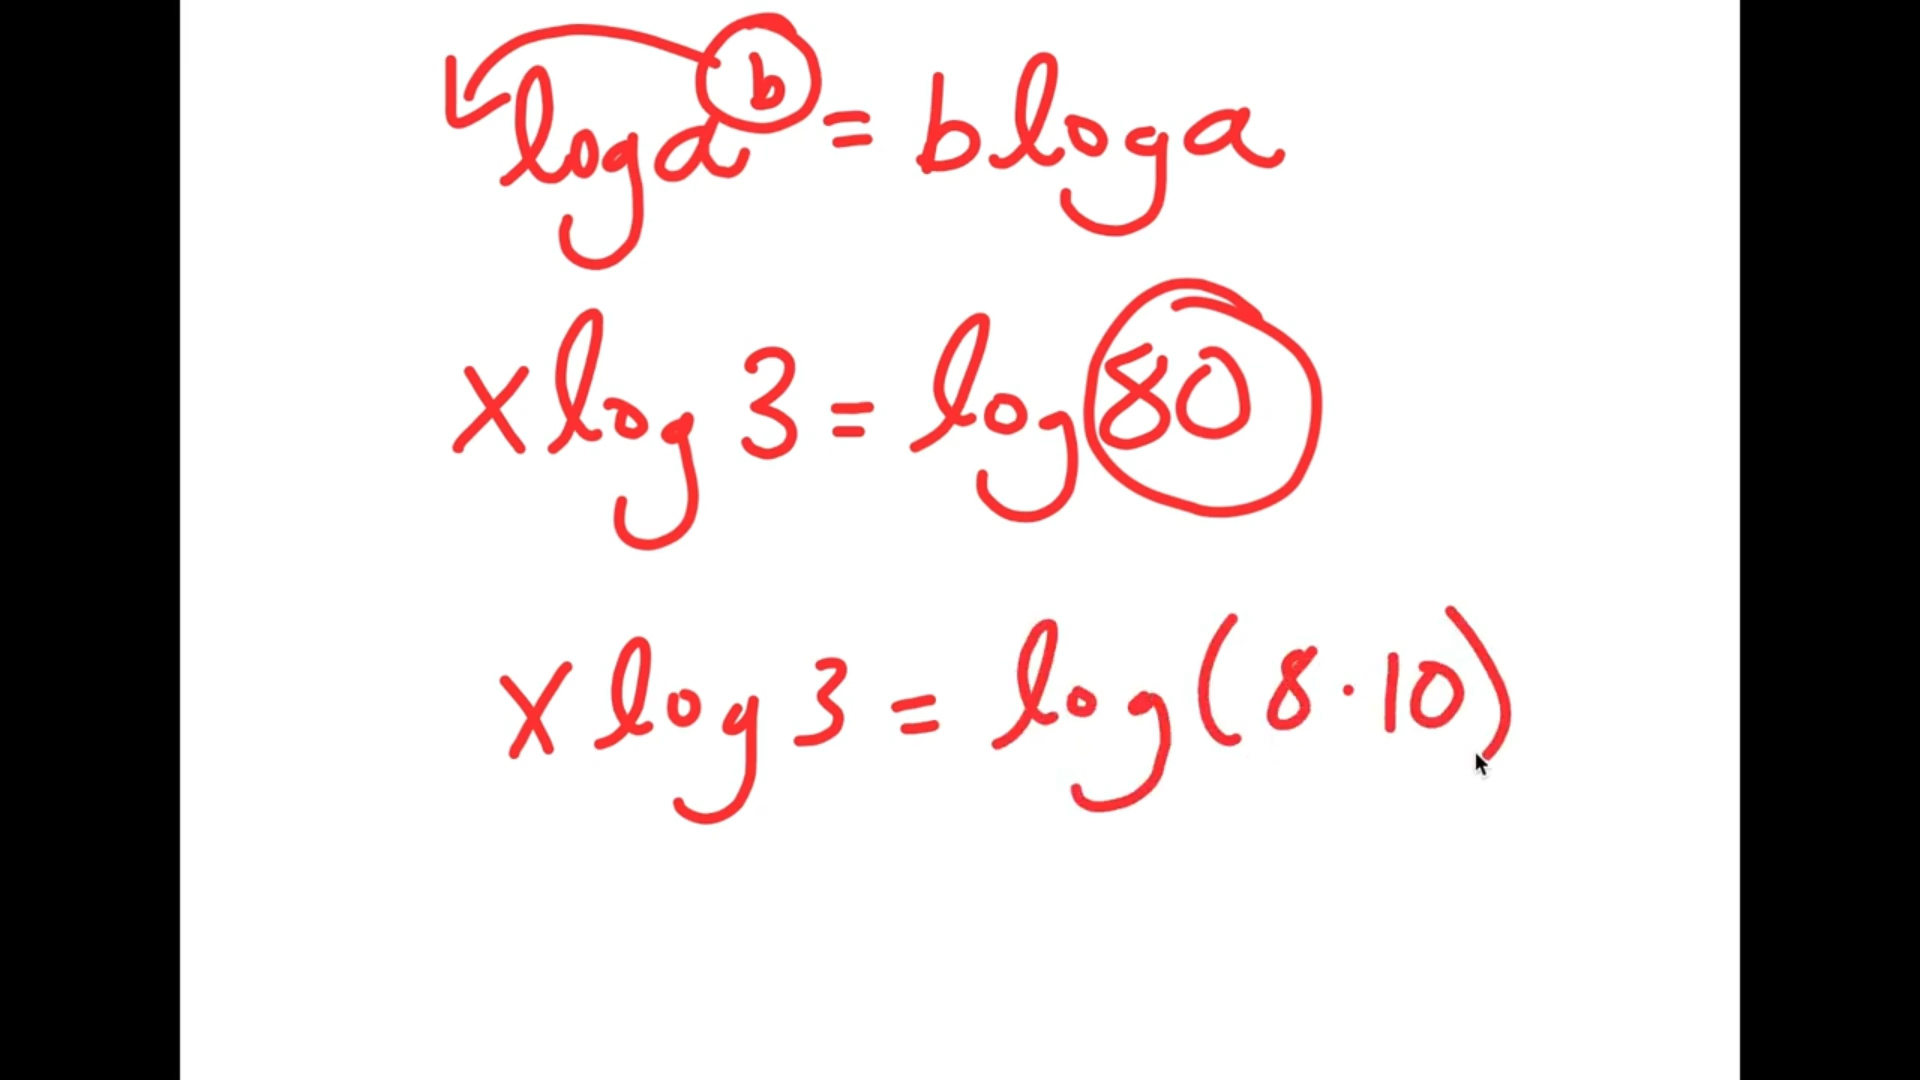 log a^b = b log a
x log 3 = log 80
x log 3 = log (8·10)